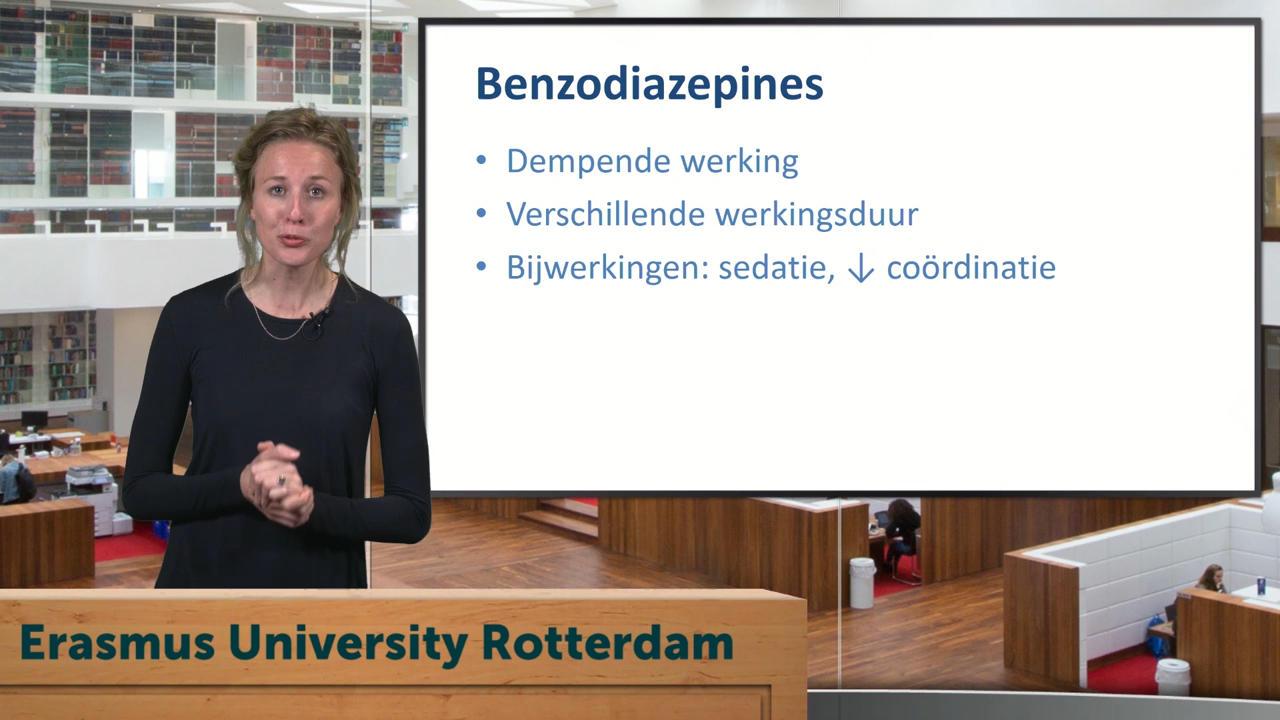 Benzodiazepines
• Dempende werking
• Verschillende werkingsduur
• Bijwerkingen: sedatie, ↓ coördinatie
Erasmus University Rotterdam